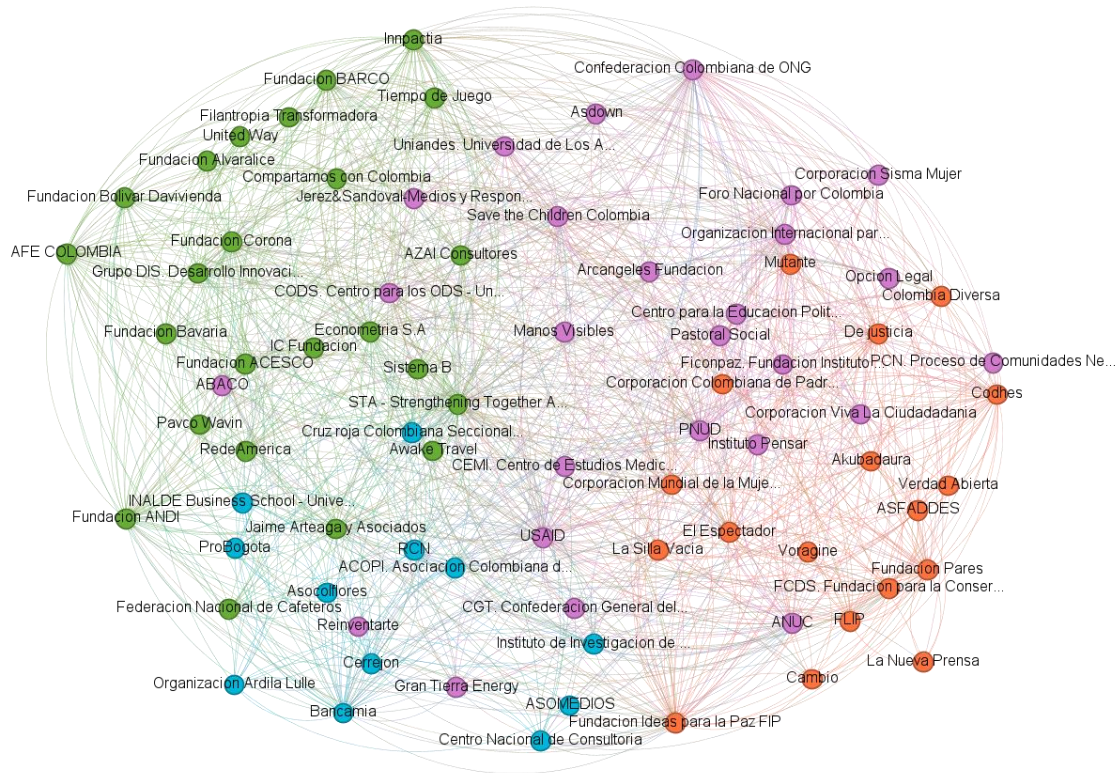 Innpactia
Confederacion Colombiana de ONG
Fundacion BARCO
Tiempo de Juego
Asdown
Filantropia Transformadora
United Way
Uniandes. Universidad de Los A...
Fundacion Alvaralice
Compartamos con Colombia
Corporacion Sisma Mujer
Fundacion Bolivar Davivienda
Jerez&Sandoval-Medios y Respon...
Foro Nacional por Colombia
Save the Children Colombia
Organizacion Internacional par...
Fundacion Corona
AFE COLOMBIA
AZAI Consultores
Mutante
Grupo DIS. Desarrollo Innovaci...
Arcangeles Fundacion
Opcion Legal
CODS. Centro para los ODS - Un...
Colombia Diversa
Centro para la Educacion Polit...
Fundacion Bavaria
Econometria S.A
Manos Visibles
Pastoral Social
De justicia
IC Fundacion
Fundacion ACESCO
Sistema B
Ficonpaz. Fundacion Instituto...
PCN. Proceso de Comunidades Ne...
ABACO
Corporacion Colombiana de Padr...
Codhes
STA - Strengthening Together A...
Corporacion Viva La Ciudadadania
Pavco Wavin
Cruz roja Colombiana Seccional...
PNUD
Instituto Pensar
RedeAmerica
Awake Travel
CEMI. Centro de Estudios Medic...
Akubadaura
Corporacion Mundial de la Muje...
Verdad Abierta
INALDE Business School - Unive...
ASFADDES
Fundacion ANDI
Jaime Arteaga y Asociados
USAID
El Espectador
ProBogota
RCN
La Silla Vacia
Voragine
ACOPI. Asociacion Colombiana d...
Fundacion Pares
Asocolflores
FCDS. Fundacion para la Conser...
Federacion Nacional de Cafeteros
CGT. Confederacion General del...
Reinventarte
ANUC
FLIP
Instituto de Investigacion de ...
Cerrejon
La Nueva Prensa
Organizacion Ardila Lulle
Gran Tierra Energy
Cambio
ASOMEDIOS
Bancamia
Fundacion Ideas para la Paz FIP
Centro Nacional de Consultoria